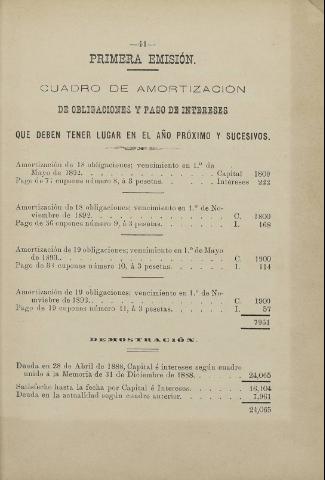 —44—
PRIMERA EMISIÓN.
CUADRO DE AMORTIZACIÓN
DE OBLIGACIONES Y PAGO DE INTERESES
QUE DEBEN TENER LUGAR EN EL AÑO PRÓXIMO Y SUCESIVOS.
Amortización de 18 obligaciones; vencimiento en 1.º de
Mayo de 1892. Capital 1800
Pago de 74 cupones número 8, á 3 pesetas. Intereses 222
Amortización de 18 obligaciones; vencimiento en 1.º de No-
viembre de 1892. C. 1800
Pago de 56 cupones número 9, á 3 pesetas. I. 168
Amortización de 19 obligaciones; vencimiento en 1.º de Mayo
de 1893. C. 1900
Pago de 38 cupones número 10, á 3 pesetas. I. 114
Amortización de 19 obligaciones; vencimiento en 1.º de No-
viembre de 1893. C. 1900
Pago de 19 cupones número 11, á 3 pesetas. I. 57
7961
DEMOSTRACIÓN.
Deuda en 28 de Abril de 1888, Capital é intereses según cuadro
unido á la Memoria de 31 de Diciembre de 1888. 24,065
Satisfecho hasta la fecha por Capital é Intereses. 16,104
Deuda en la actualidad según cuadro anterior. 7,961
24,065